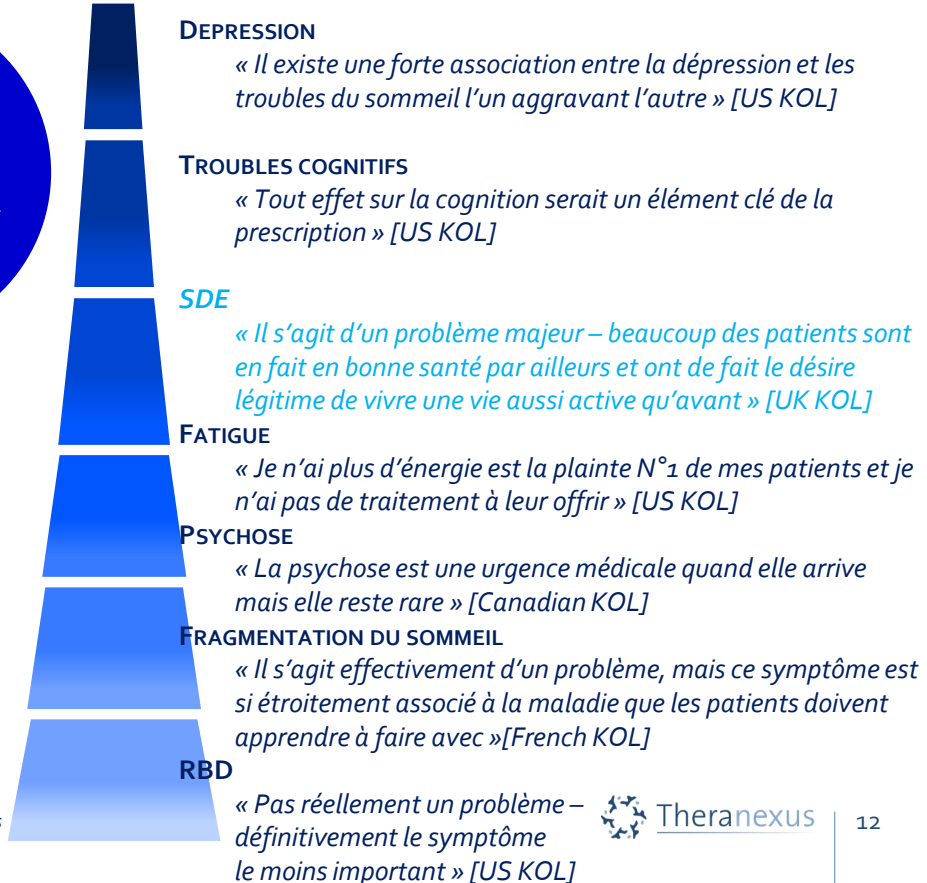 DEPRESSION
« Il existe une forte association entre la dépression et les
troubles du sommeil l’un aggravant l’autre » [US KOL]
TROUBLES COGNITIFS
« Tout effet sur la cognition serait un élément clé de la
prescription » [US KOL]
SDE
« Il s’agit d’un problème majeur – beaucoup des patients sont
en fait en bonne santé par ailleurs et ont de fait le désire
légitime de vivre une vie aussi active qu’avant » [UK KOL]
FATIGUE
« Je n’ai plus d’énergie est la plainte N°1 de mes patients et je
n’ai pas de traitement à leur offrir » [US KOL]
PSYCHOSE
« La psychose est une urgence médicale quand elle arrive
mais elle reste rare » [Canadian KOL]
FRAGMENTATION DU SOMMEIL
« Il s’agit effectivement d’un problème, mais ce symptôme est
si étroitement associé à la maladie que les patients doivent
apprendre à faire avec »[French KOL]
RBD
« Pas réellement un problème –
définitivement le symptôme
le moins important » [US KOL]
Theranexus
12